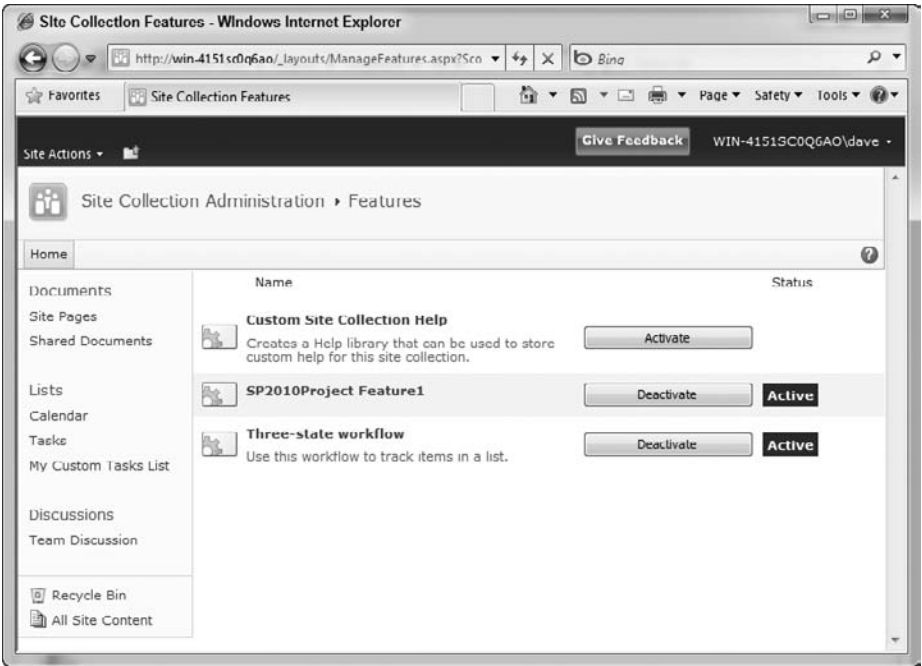 Site Collection Features - Windows Internet Explorer
http://win-4151sc0q6ao/_layouts/ManageFeatures.aspx?Sco
Bing
Favorites
Site Collection Features
Page
Safety
Tools
Site Actions
Give Feedback
WIN-4151SC0Q6AO\dave
Site Collection Administration
Features
Home
Documents
Site Pages
Shared Documents
Lists
Calendar
Tasks
My Custom Tasks List
Discussions
Team Discussion
Recycle Bin
All Site Content
Name
Status
Custom Site Collection Help
Creates a Help library that can be used to store
custom help for this site collection.
Activate
SP2010Project Feature1
Deactivate
Active
Three-state workflow
Use this workflow to track items in a list.
Deactivate
Active